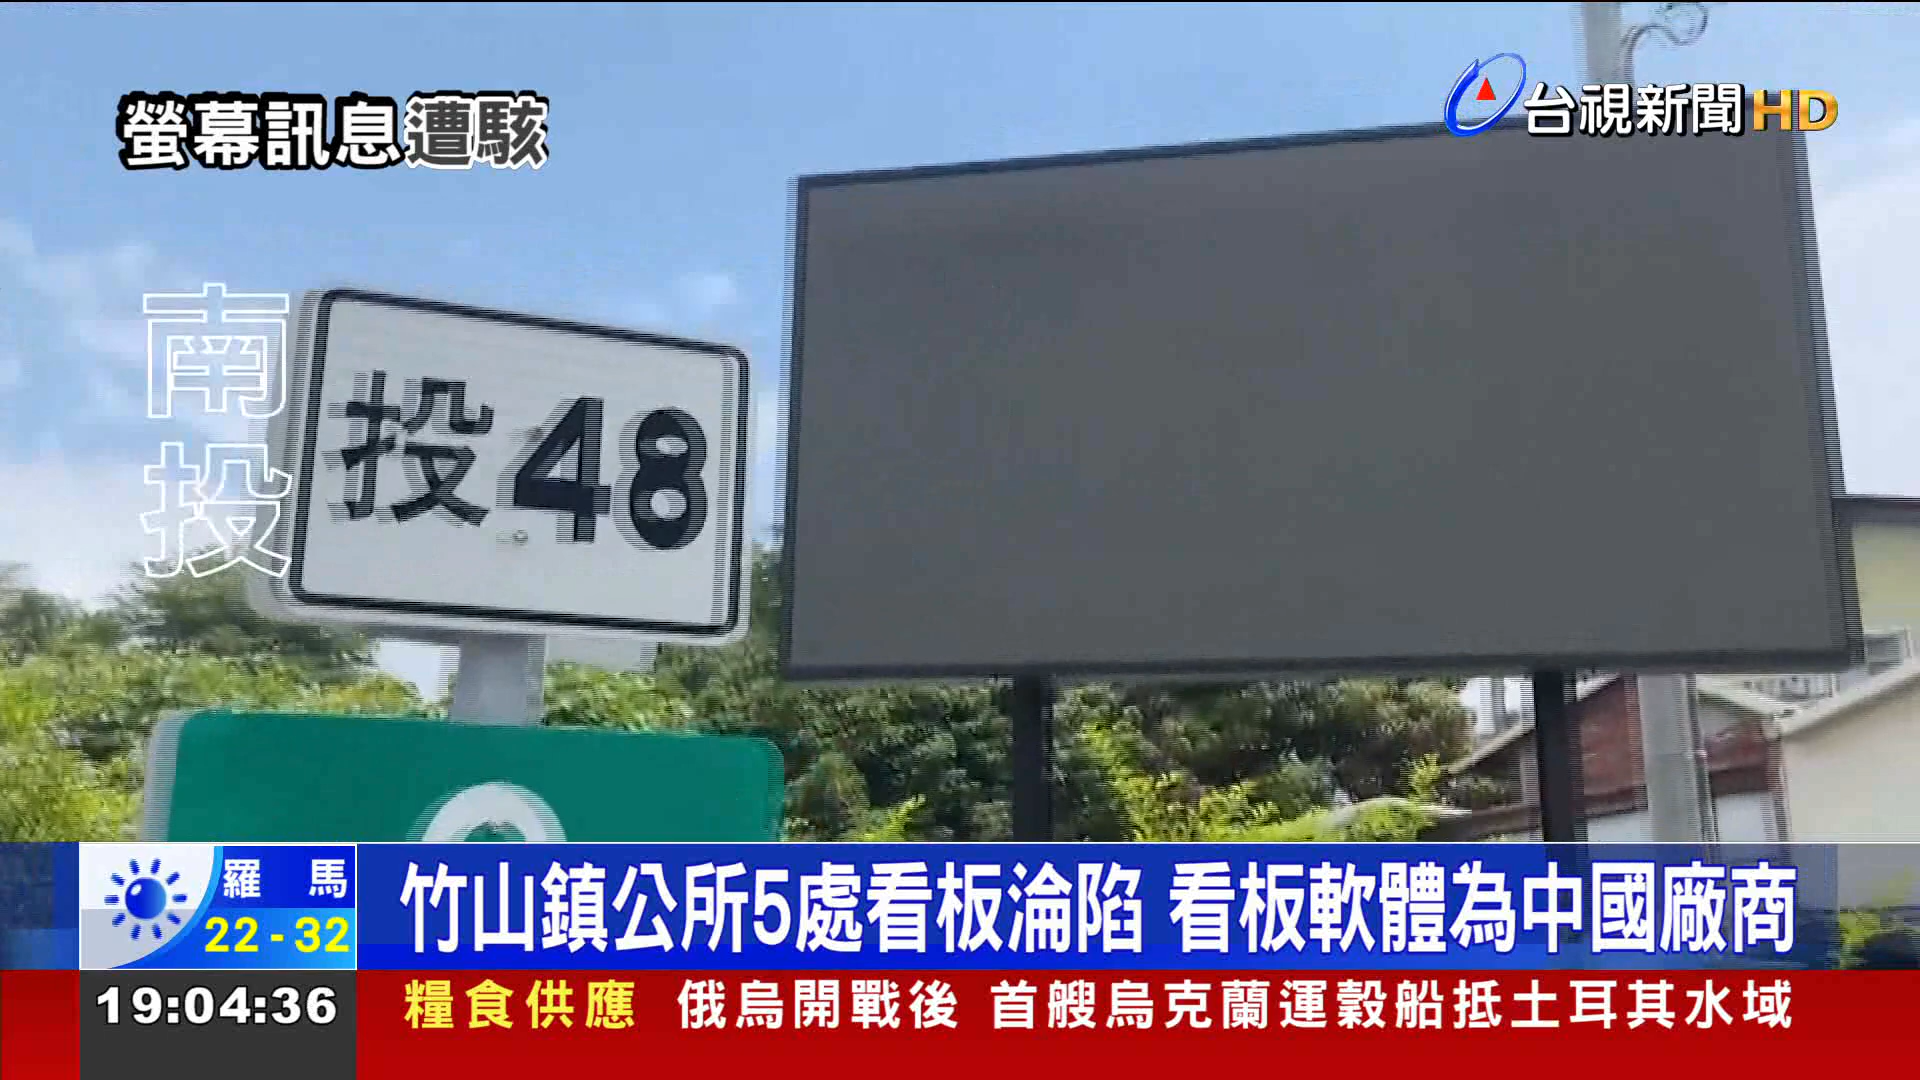 螢幕訊息遭駭
台視新聞HD
南投
投48
羅馬
22-32
竹山鎮公所5處看板淪陷 看板軟體為中國廠商
19:04:36
糧食供應 俄烏開戰後 首艘烏克蘭運穀船抵土耳其水域